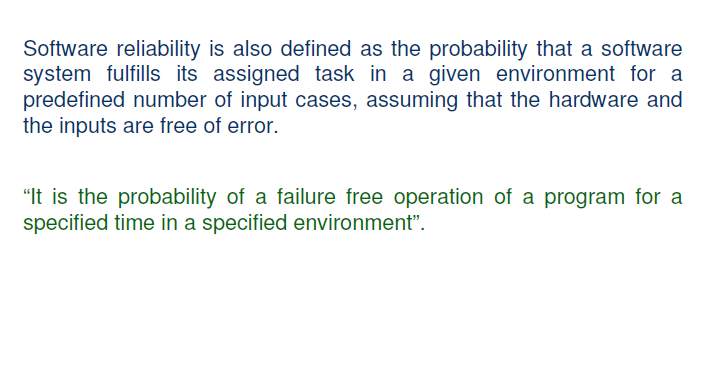 Software reliability is also defined as the probability that a software
system fulfills its assigned task in a given environment for a
predefined number of input cases, assuming that the hardware and
the inputs are free of error.
“It is the probability of a failure free operation of a program for a
specified time in a specified environment”.